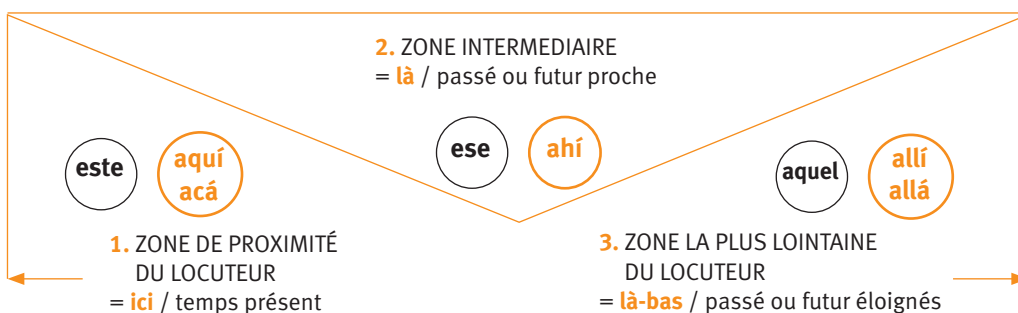 2. ZONE INTERMEDIAIRE
= là / passé ou futur proche
este
aquí
acá
ese
ahí
aquel
allí
allá
1. ZONE DE PROXIMITÉ
DU LOCUTEUR
= ici / temps présent
3. ZONE LA PLUS LOINTAINE
DU LOCUTEUR
= là-bas / passé ou futur éloignés